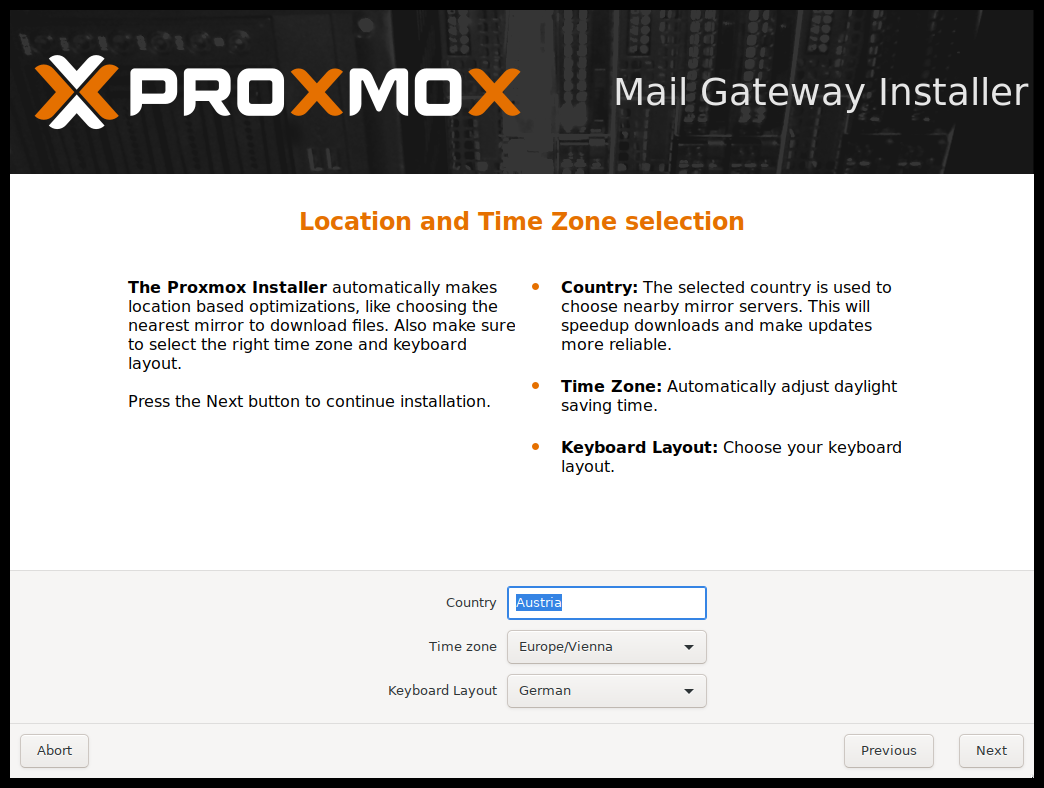 PROXMOX
Mail Gateway Installer
Location and Time Zone selection
The Proxmox Installer automatically makes
location based optimizations, like choosing the
nearest mirror to download files. Also make sure
to select the right time zone and keyboard
layout.
Press the Next button to continue installation.
Country: The selected country is used to
choose nearby mirror servers. This will
speedup downloads and make updates
more reliable.
Time Zone: Automatically adjust daylight
saving time.
Keyboard Layout: Choose your keyboard
layout.
Country Austria
Time zone Europe/Vienna
Keyboard Layout German
Abort Previous Next